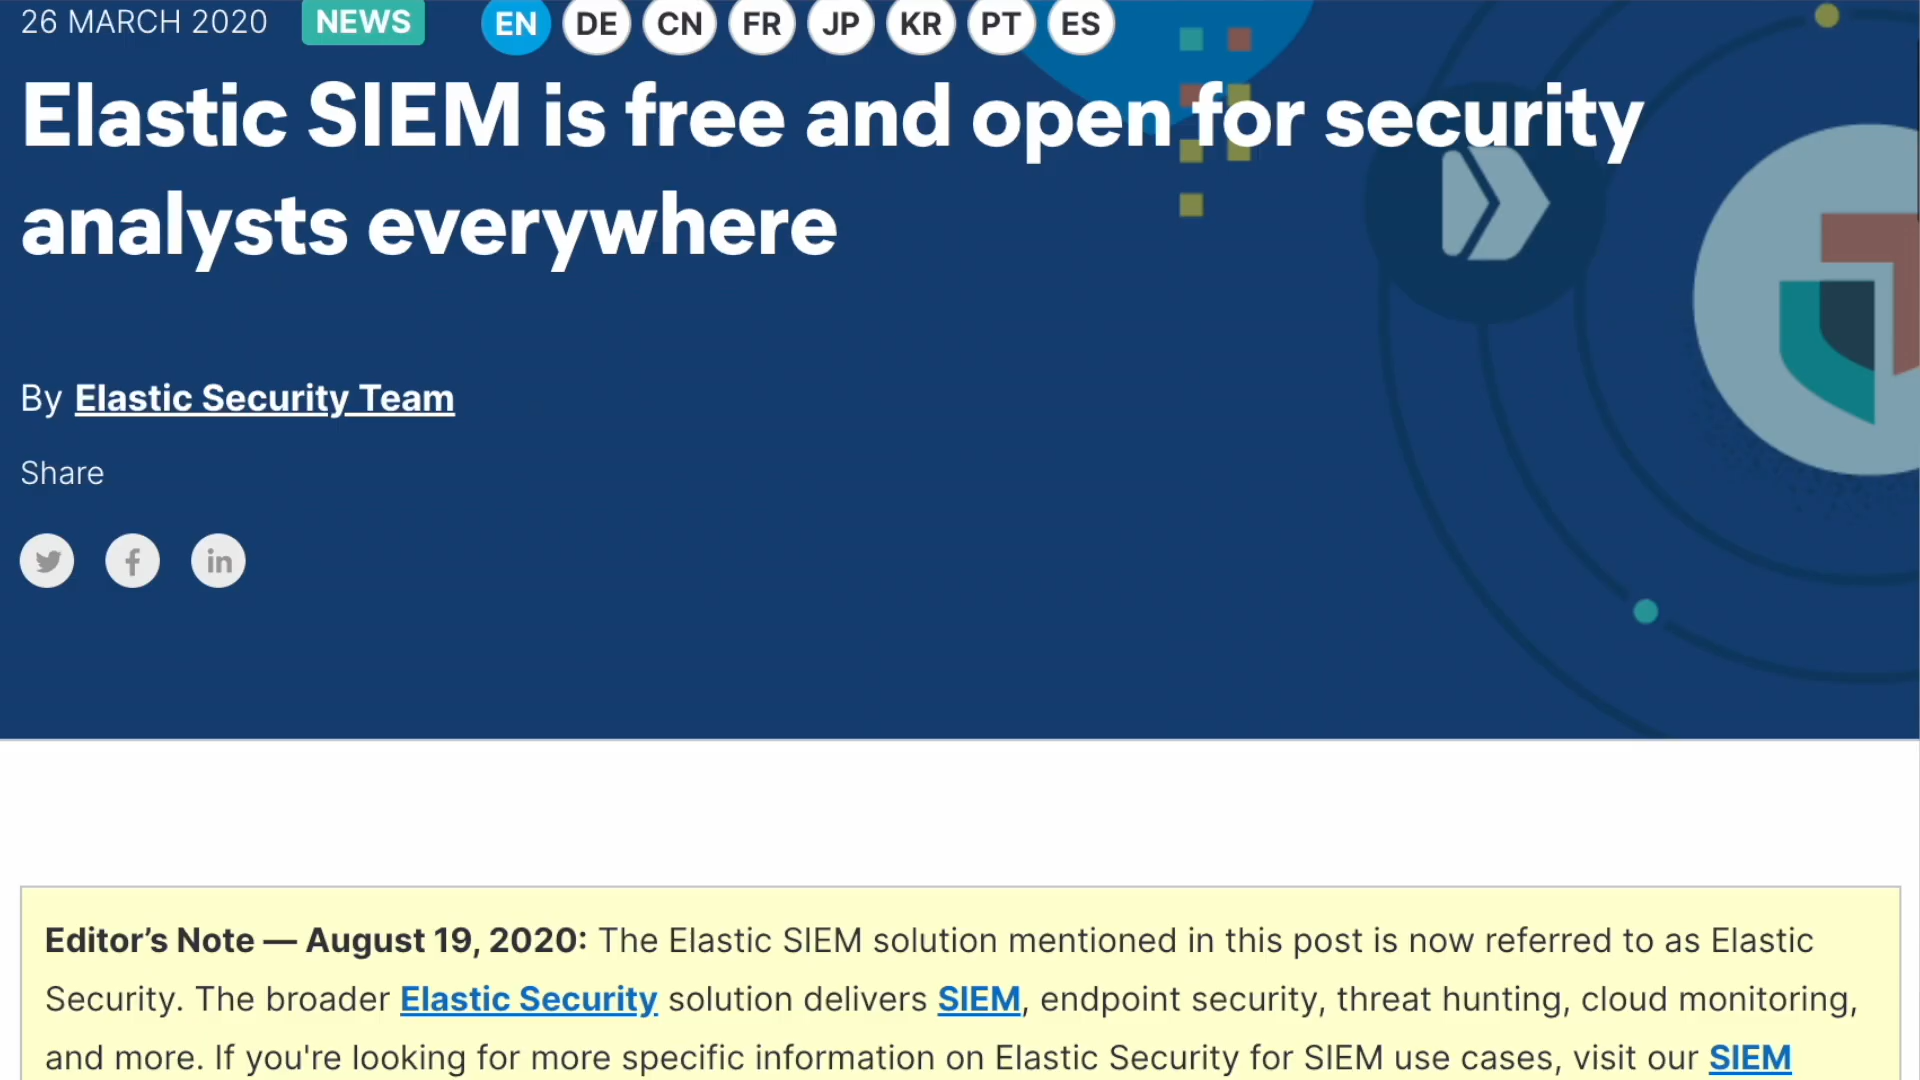 26 MARCH 2020 NEWS EN DE CN FR JP KR PT ES
Elastic SIEM is free and open for security
analysts everywhere
By Elastic Security Team
Share
Editor’s Note — August 19, 2020: The Elastic SIEM solution mentioned in this post is now referred to as Elastic
Security. The broader Elastic Security solution delivers SIEM, endpoint security, threat hunting, cloud monitoring,
and more. If you're looking for more specific information on Elastic Security for SIEM use cases, visit our SIEM